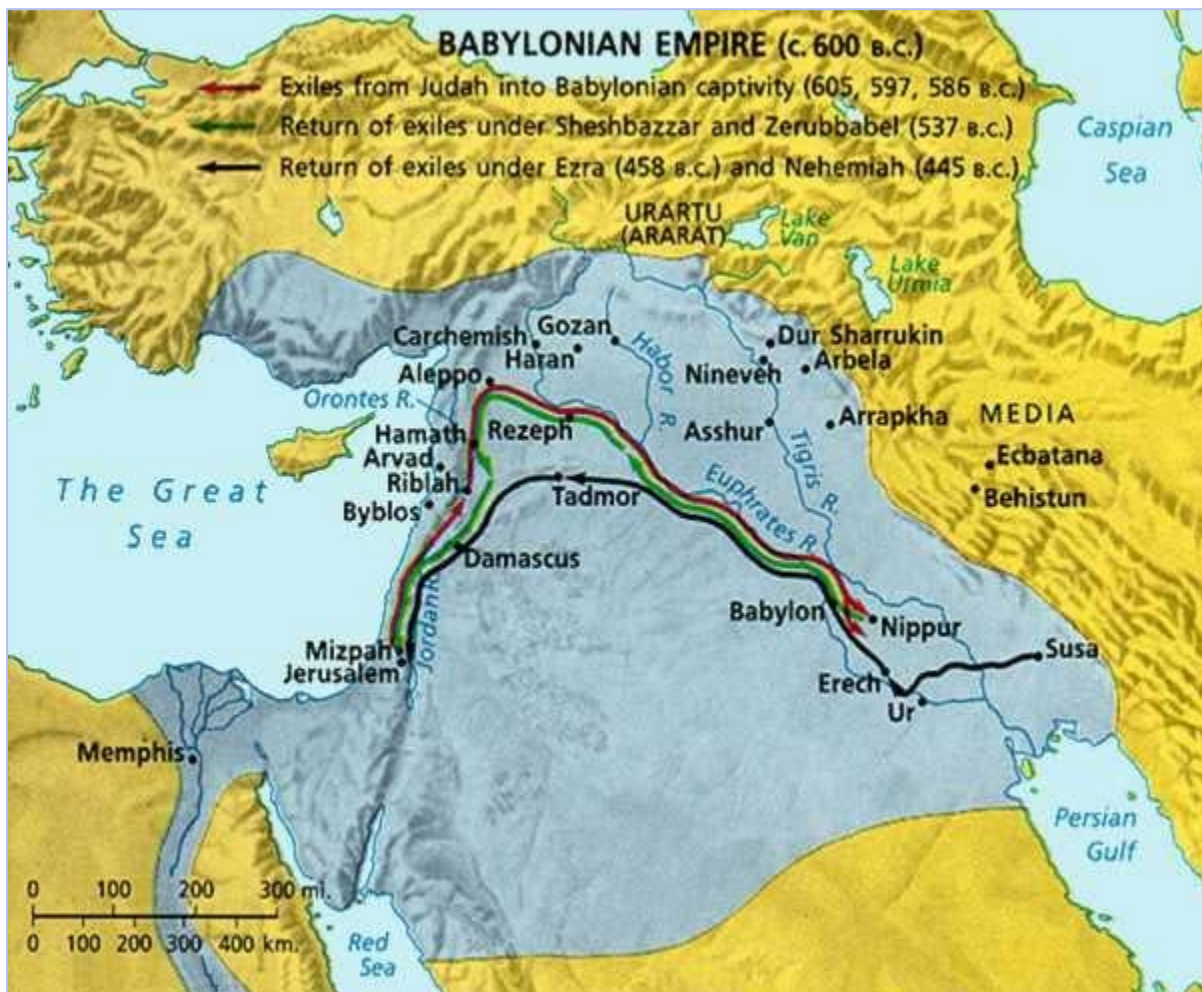 BABYLONIAN EMPIRE (c. 600 B.C.)
Exiles from Judah into Babylonian captivity (605, 597, 586 B.C.)
Return of exiles under Sheshbazzar and Zerubbabel (537 B.C.)
Return of exiles under Ezra (458 B.C.) and Nehemiah (445 B.C.)
Caspian
Sea
URARTU
(ARARAT)
Lake
Van
Lake
Urmia
Carchemish
Gozan
Haran
Habor R.
Dur Sharrukin
Nineveh
Arbela
Aleppo
Orontes R.
Hamath
Rezeph
Asshur
Arrapkha
MEDIA
Arvad
Tigris R.
Ecbatana
Riblah
Tadmor
Euphrates R.
Behistun
Byblos
The Great
Sea
Damascus
Jordan R.
Babylon
Nippur
Mizpah
Jerusalem
Susa
Erech
Ur
Memphis
Persian
Gulf
0 100 200 300 mi.
0 100 200 300 400 km.
Red
Sea